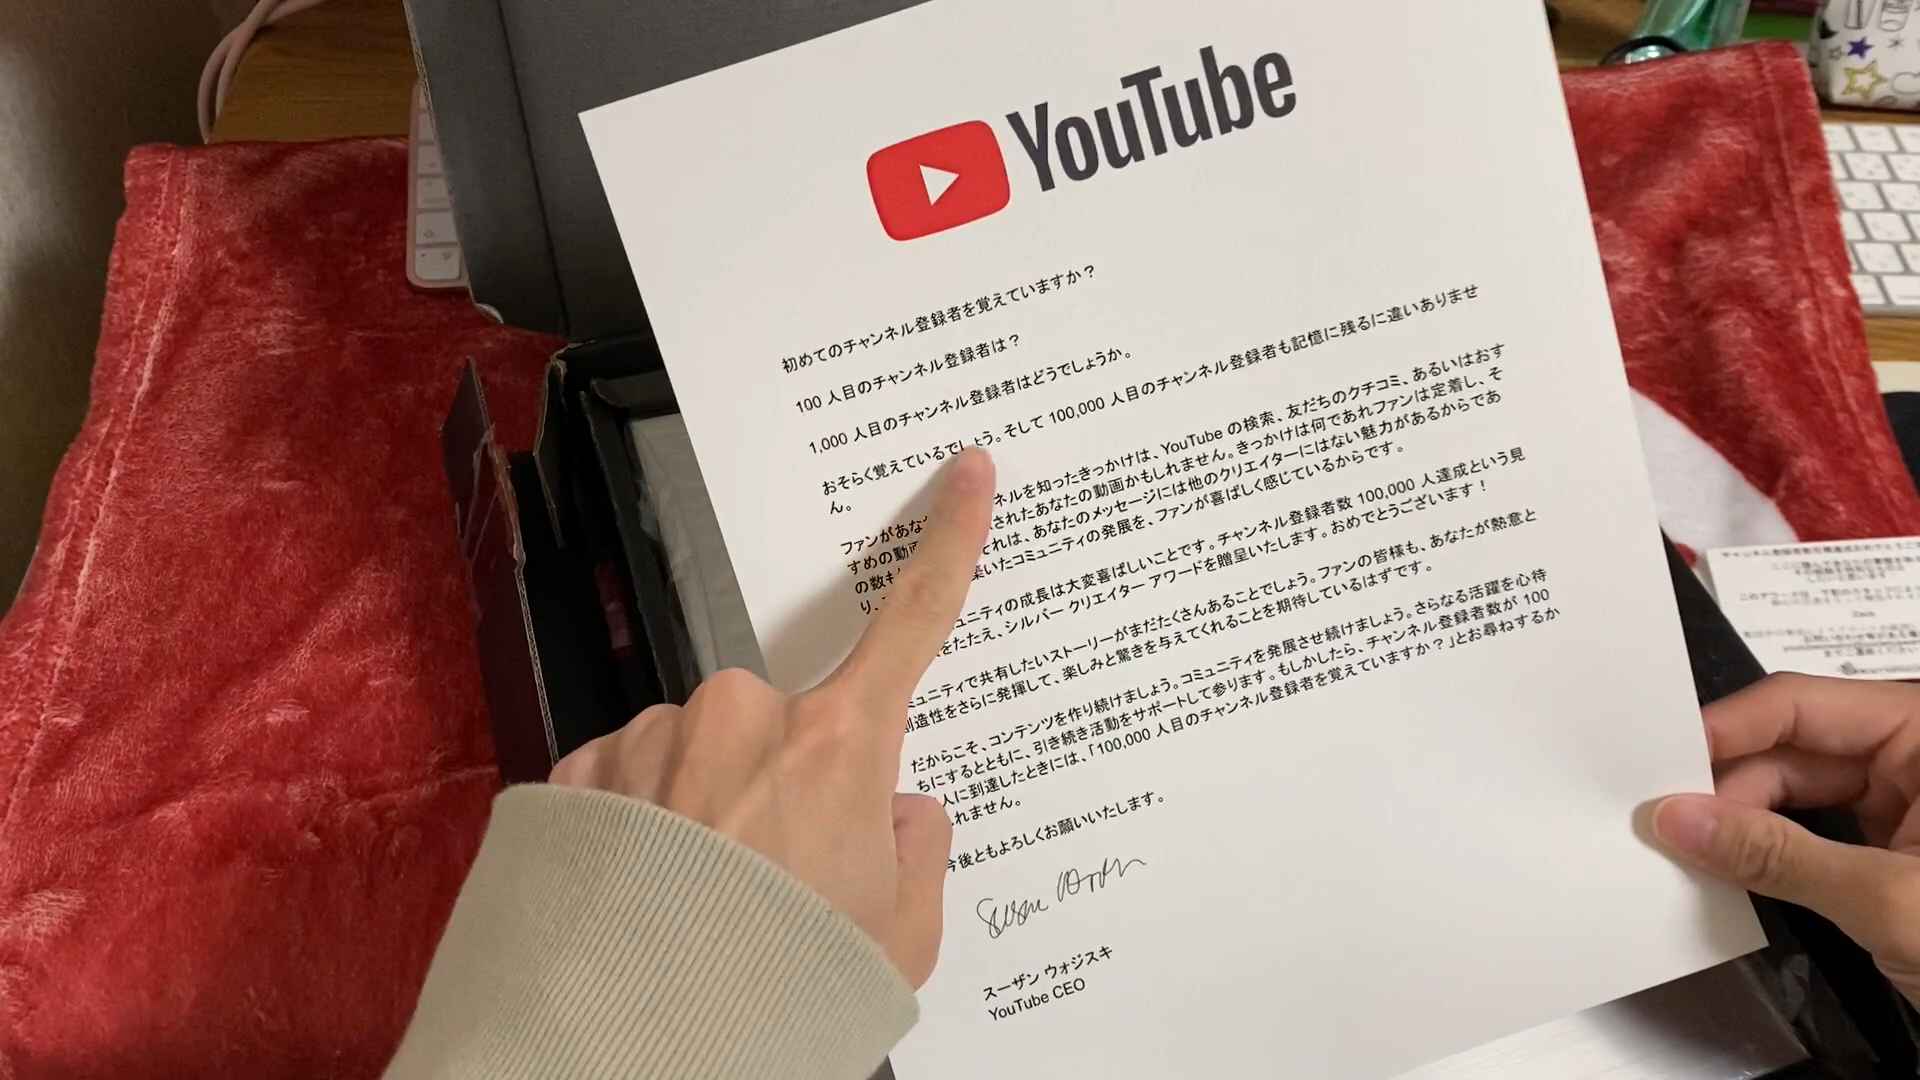 YouTube
初めてのチャンネル登録者を覚えていますか？
100 人目のチャンネル登録者は？
1,000 人目のチャンネル登録者はどうでしょうか。
おそらく覚えているでしょう。そして 100,000 人目のチャンネル登録者も記憶に残るに違いありませ
ん。
ファンがあな ネルを知ったきっかけは、YouTube の検索、友だちのクチコミ、あるいはおす
すめの動画 されたあなたの動画かもしれません。きっかけは何であれファンは定着し、そ
の数も それは、あなたのメッセージには他のクリエイターにはない魅力があるからであ
り、 築いたコミュニティの発展を、ファンが喜ばしく感じているからです。
ュニティの成長は大変喜ばしいことです。チャンネル登録者数 100,000 人達成という見
をたたえ、シルバー クリエイター アワードを贈呈いたします。おめでとうございます！
ミュニティで共有したいストーリーがまだたくさんあることでしょう。ファンの皆様も、あなたが熱意と
創造性をさらに発揮して、楽しみと驚きを与えてくれることを期待しているはずです。
だからこそ、コンテンツを作り続けましょう。コミュニティを発展させ続けましょう。さらなる活躍を心待
ちにするとともに、引き続き活動をサポートして参ります。もしかしたら、チャンネル登録者数が 100
人に到達したときには、「100,000 人目のチャンネル登録者を覚えていますか？」とお尋ねするか
れません。
今後ともよろしくお願いいたします。
スーザン ウォジスキ
YouTube CEO